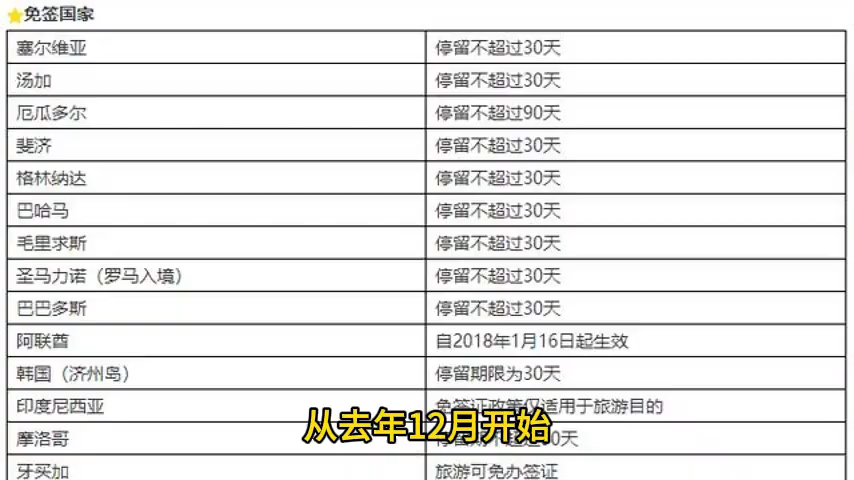 免签国家
塞尔维亚 停留不超过30天
汤加 停留不超过30天
厄瓜多尔 停留不超过90天
斐济 停留不超过30天
格林纳达 停留不超过30天
巴哈马 停留不超过30天
毛里求斯 停留不超过30天
圣马力诺（罗马入境） 停留不超过30天
巴巴多斯 停留不超过30天
阿联酋 自2018年1月16日起生效
韩国（济州岛） 停留期限为30天
印度尼西亚 免签证政策仅适用于旅游目的
从去年12月开始
摩洛哥 0天
牙买加 旅游可免办签证